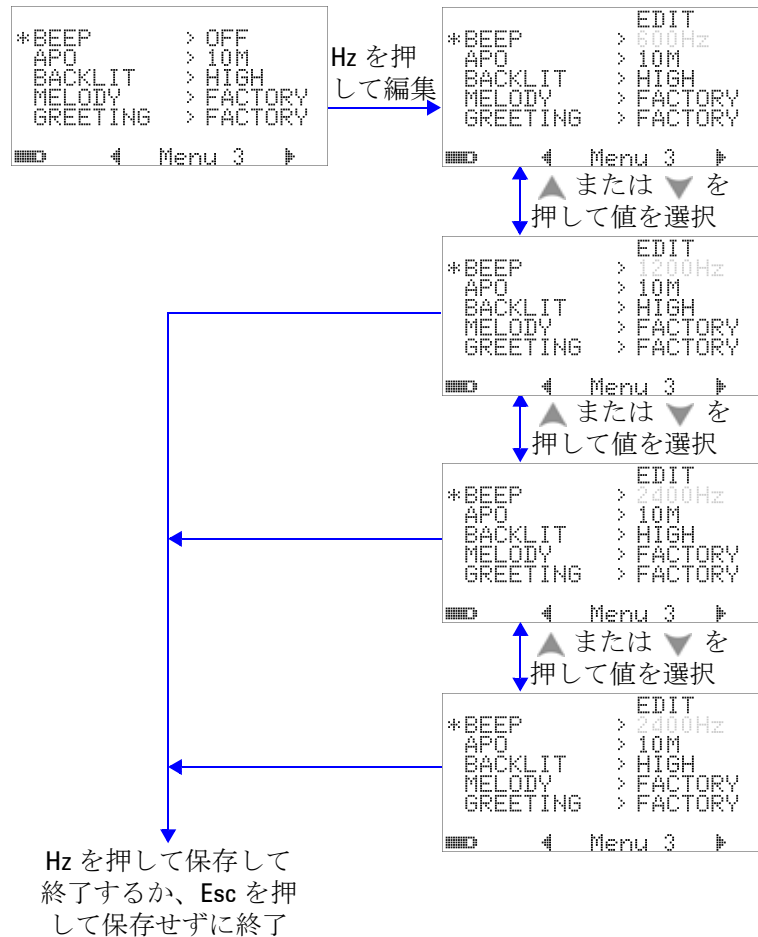 *BEEP > OFF
APO > 10M
BACKLIT > HIGH
MELODY > FACTORY
GREETING > FACTORY
Menu 3
Hz を押
して編集
EDIT
*BEEP > 600Hz
APO > 10M
BACKLIT > HIGH
MELODY > FACTORY
GREETING > FACTORY
Menu 3
▲ または ▼ を
押して値を選択
EDIT
*BEEP > 1200Hz
APO > 10M
BACKLIT > HIGH
MELODY > FACTORY
GREETING > FACTORY
Menu 3
▲ または ▼ を
押して値を選択
EDIT
*BEEP > 2400Hz
APO > 10M
BACKLIT > HIGH
MELODY > FACTORY
GREETING > FACTORY
Menu 3
▲ または ▼ を
押して値を選択
EDIT
*BEEP > 2400Hz
APO > 10M
BACKLIT > HIGH
MELODY > FACTORY
GREETING > FACTORY
Menu 3
Hz を押して保存して
終了するか、Esc を押
して保存せずに終了